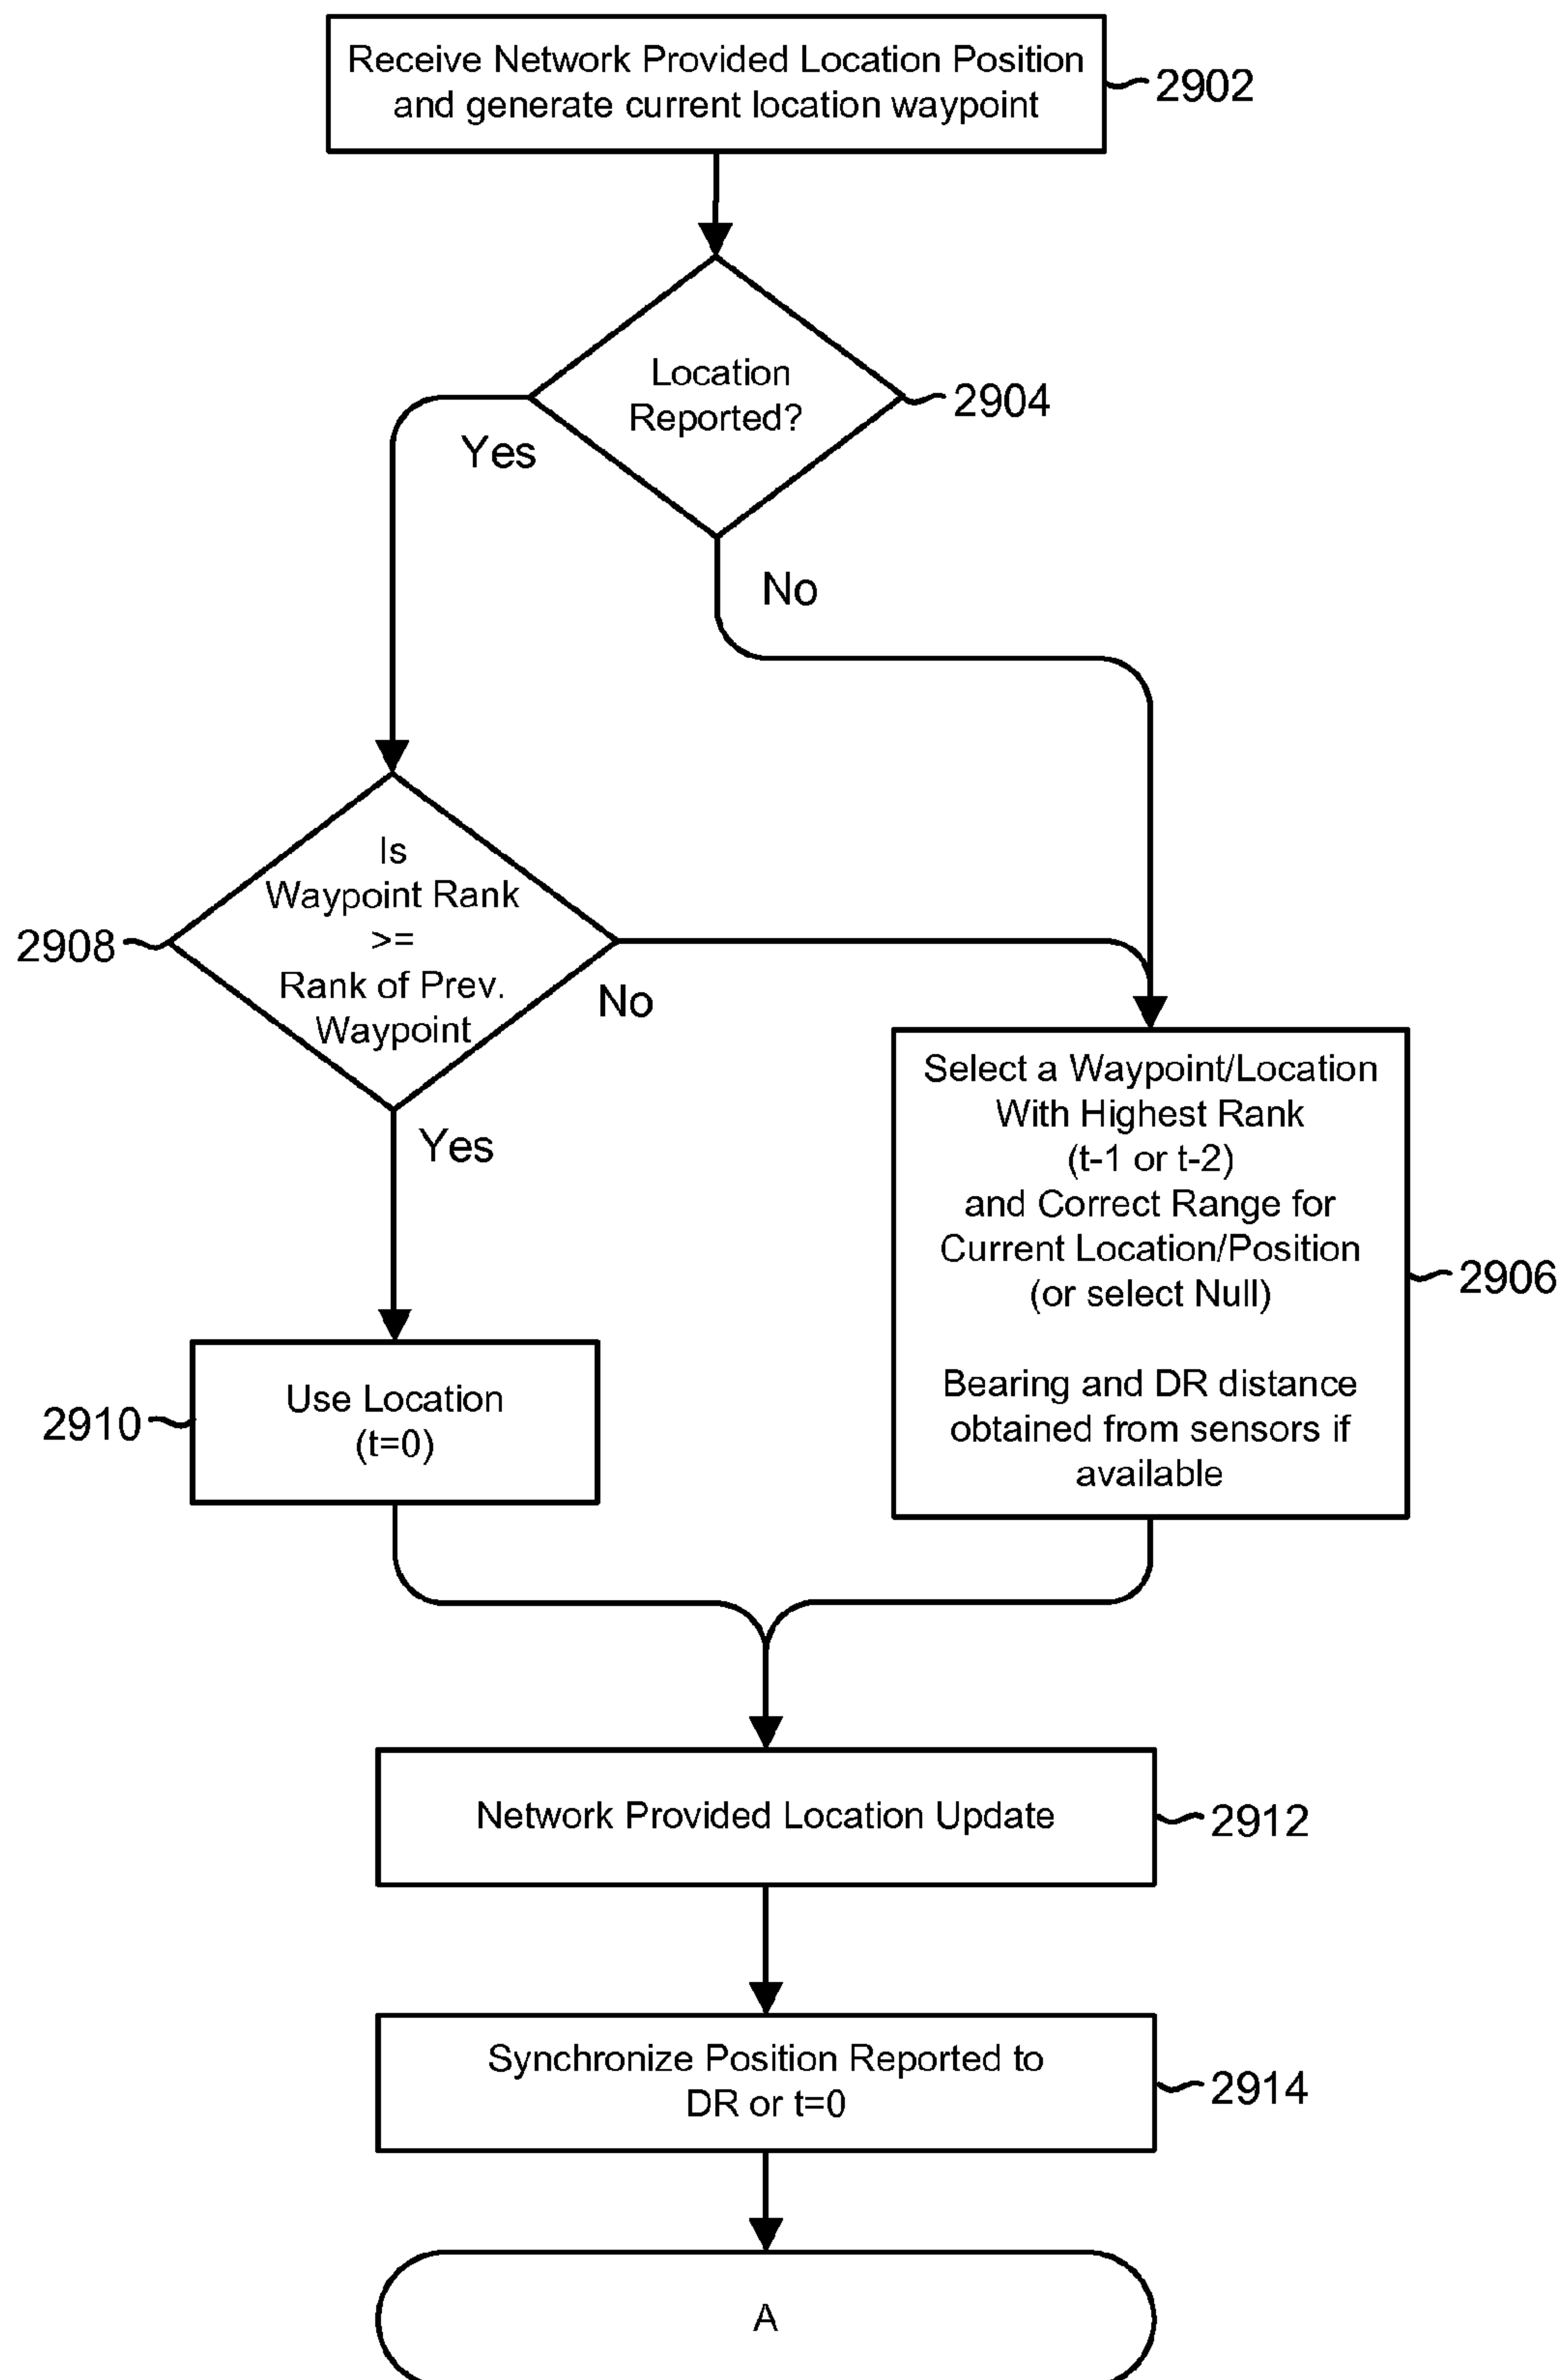 Receive Network Provided Location Position
and generate current location waypoint
2902
Location
Reported?
2904
Yes
No
Is
Waypoint Rank
>=
Rank of Prev.
Waypoint
2908
No
Yes
Select a Waypoint/Location
With Highest Rank
(t-1 or t-2)
and Correct Range for
Current Location/Position
(or select Null)
Bearing and DR distance
obtained from sensors if
available
2906
Use Location
(t=0)
2910
Network Provided Location Update
2912
Synchronize Position Reported to
DR or t=0
2914
A